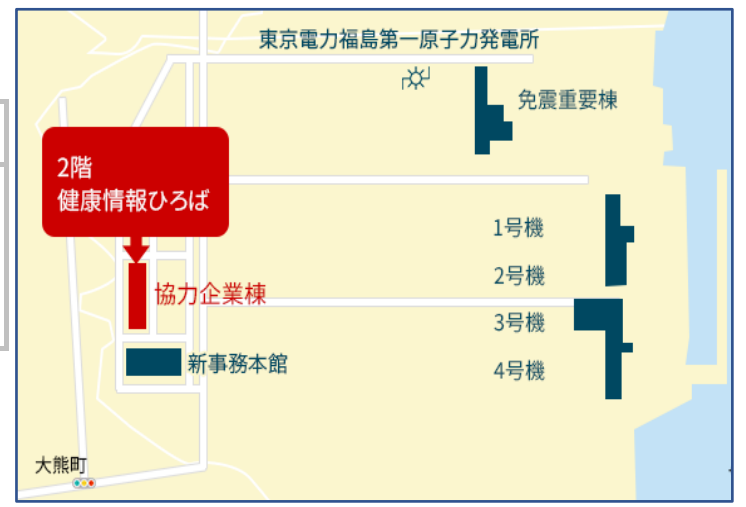 東京電力福島第一原子力発電所
免震重要棟
2階
健康情報ひろば
1号機
2号機
協力企業棟
3号機
新事務本館
4号機
大熊町